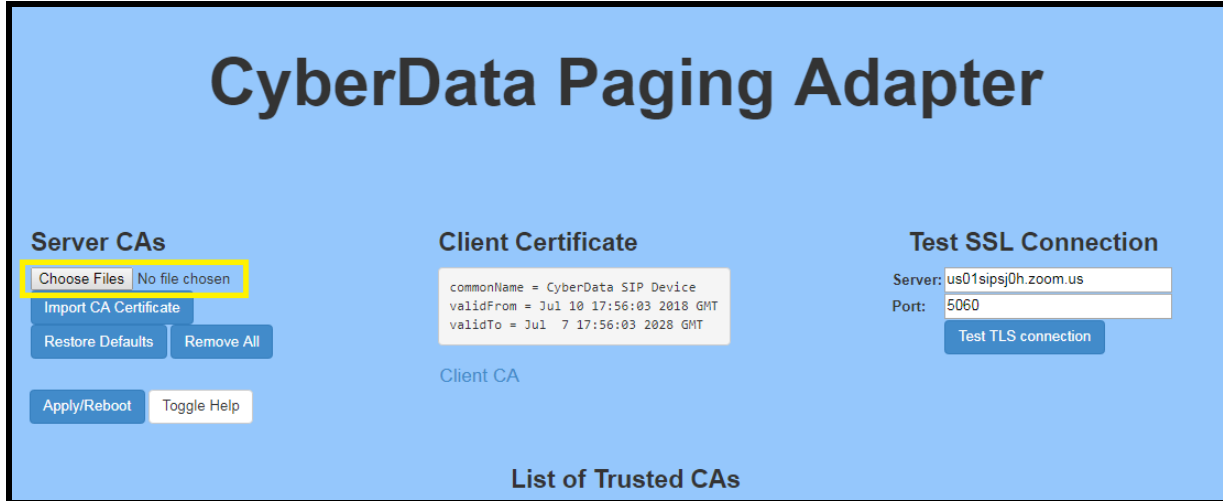 CyberData Paging Adapter
Server CAs
Choose Files No file chosen
Import CA Certificate
Restore Defaults Remove All
Apply/Reboot Toggle Help
Client Certificate
commonName = CyberData SIP Device
validFrom = Jul 10 17:56:03 2018 GMT
validTo = Jul  7 17:56:03 2028 GMT
Client CA
Test SSL Connection
Server: us01sipsj0h.zoom.us
Port: 5060
Test TLS connection
List of Trusted CAs